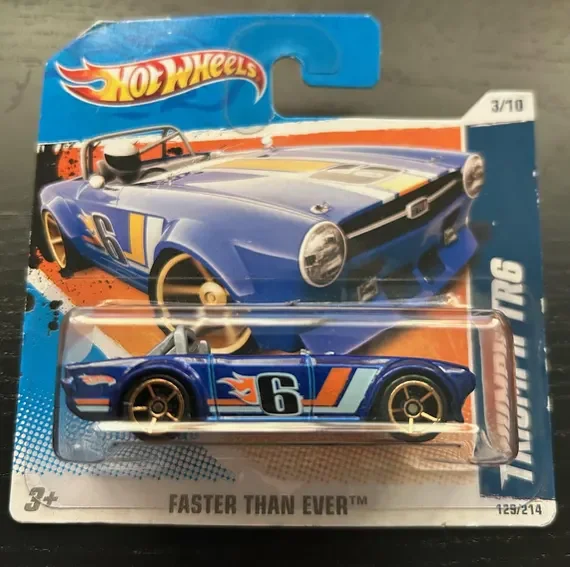 HOT WHEELS
3/10
TRIUMPH TR6
6
6
FASTER THAN EVER™
3+
129/214